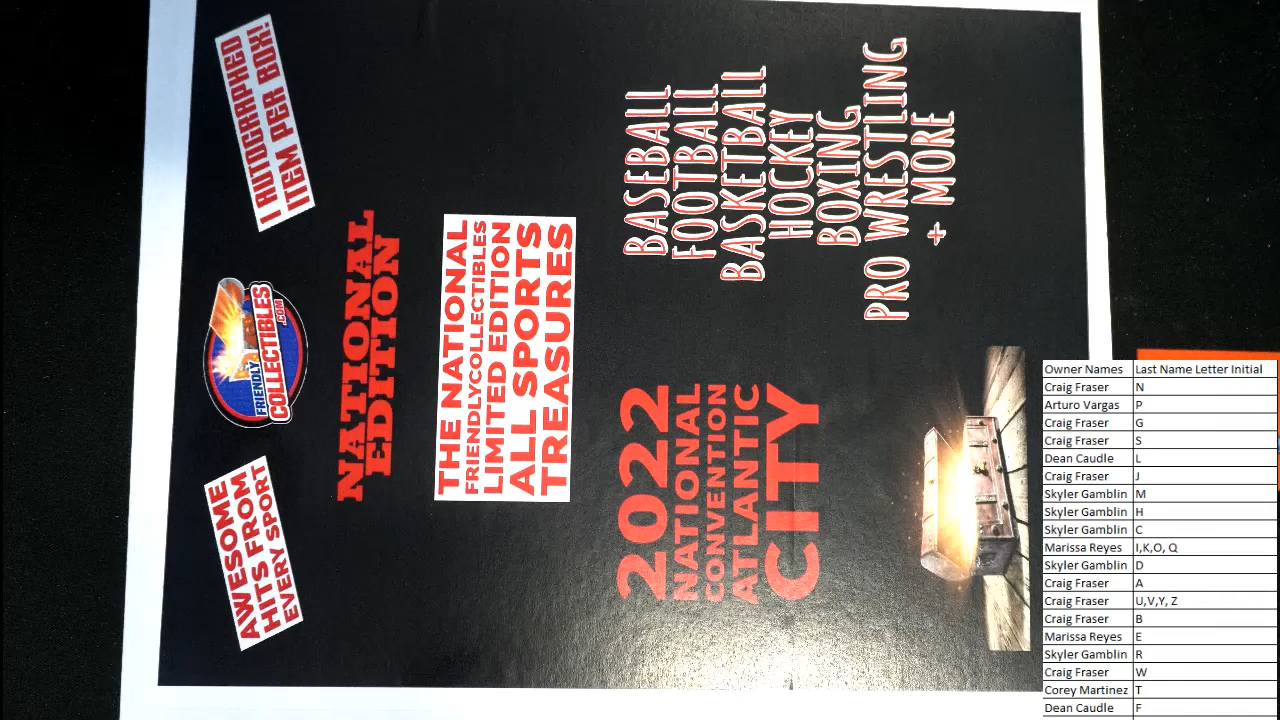 AWESOME
HITS FROM
EVERY SPORT
FRIENDLY
COLLECTIBLES
.COM
1 AUTOGRAPHED
ITEM PER BOX!
NATIONAL
EDITION
THE NATIONAL
FRIENDLYCOLLECTIBLES
LIMITED EDITION
ALL SPORTS
TREASURES
2022
NATIONAL
CONVENTION
ATLANTIC
CITY
BASEBALL
FOOTBALL
BASKETBALL
HOCKEY
BOXING
PRO WRESTLING
+ MORE
Owner Names Last Name Letter Initial
Craig Fraser N
Arturo Vargas P
Craig Fraser G
Craig Fraser S
Dean Caudle L
Craig Fraser J
Skyler Gamblin M
Skyler Gamblin H
Skyler Gamblin C
Marissa Reyes I,K,O, Q
Skyler Gamblin D
Craig Fraser A
Craig Fraser U,V,Y, Z
Craig Fraser B
Marissa Reyes E
Skyler Gamblin R
Craig Fraser W
Corey Martinez T
Dean Caudle F